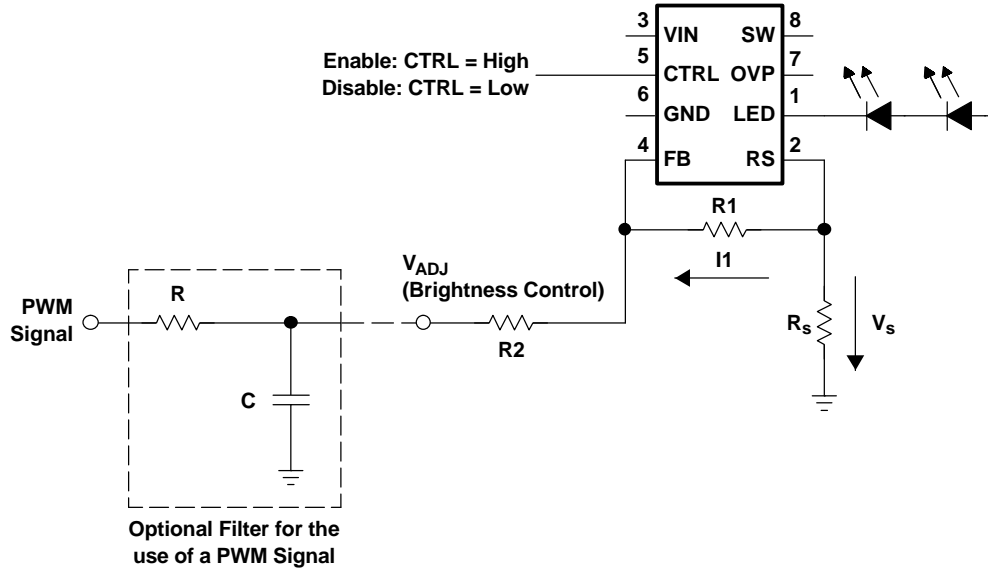 3
VIN
SW
8
Enable: CTRL = High
Disable: CTRL = Low
5
CTRL
OVP
7
6
GND
LED
1
4
FB
RS
2
R1
I1
V_ADJ
(Brightness Control)
PWM
Signal
R
R2
R_s
V_s
C
Optional Filter for the
use of a PWM Signal